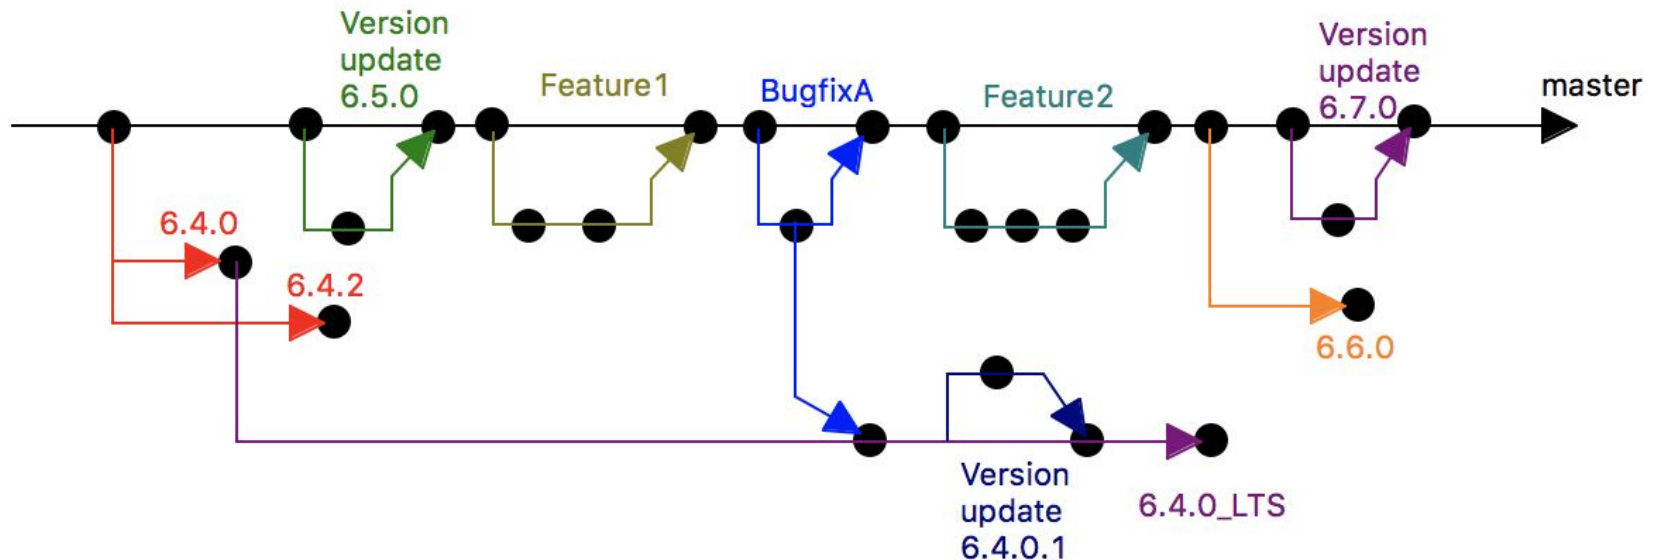 Version
update
6.5.0
Feature1
BugfixA
Feature2
Version
update
6.7.0
master
6.4.0
6.4.2
6.6.0
Version
update
6.4.0.1
6.4.0_LTS